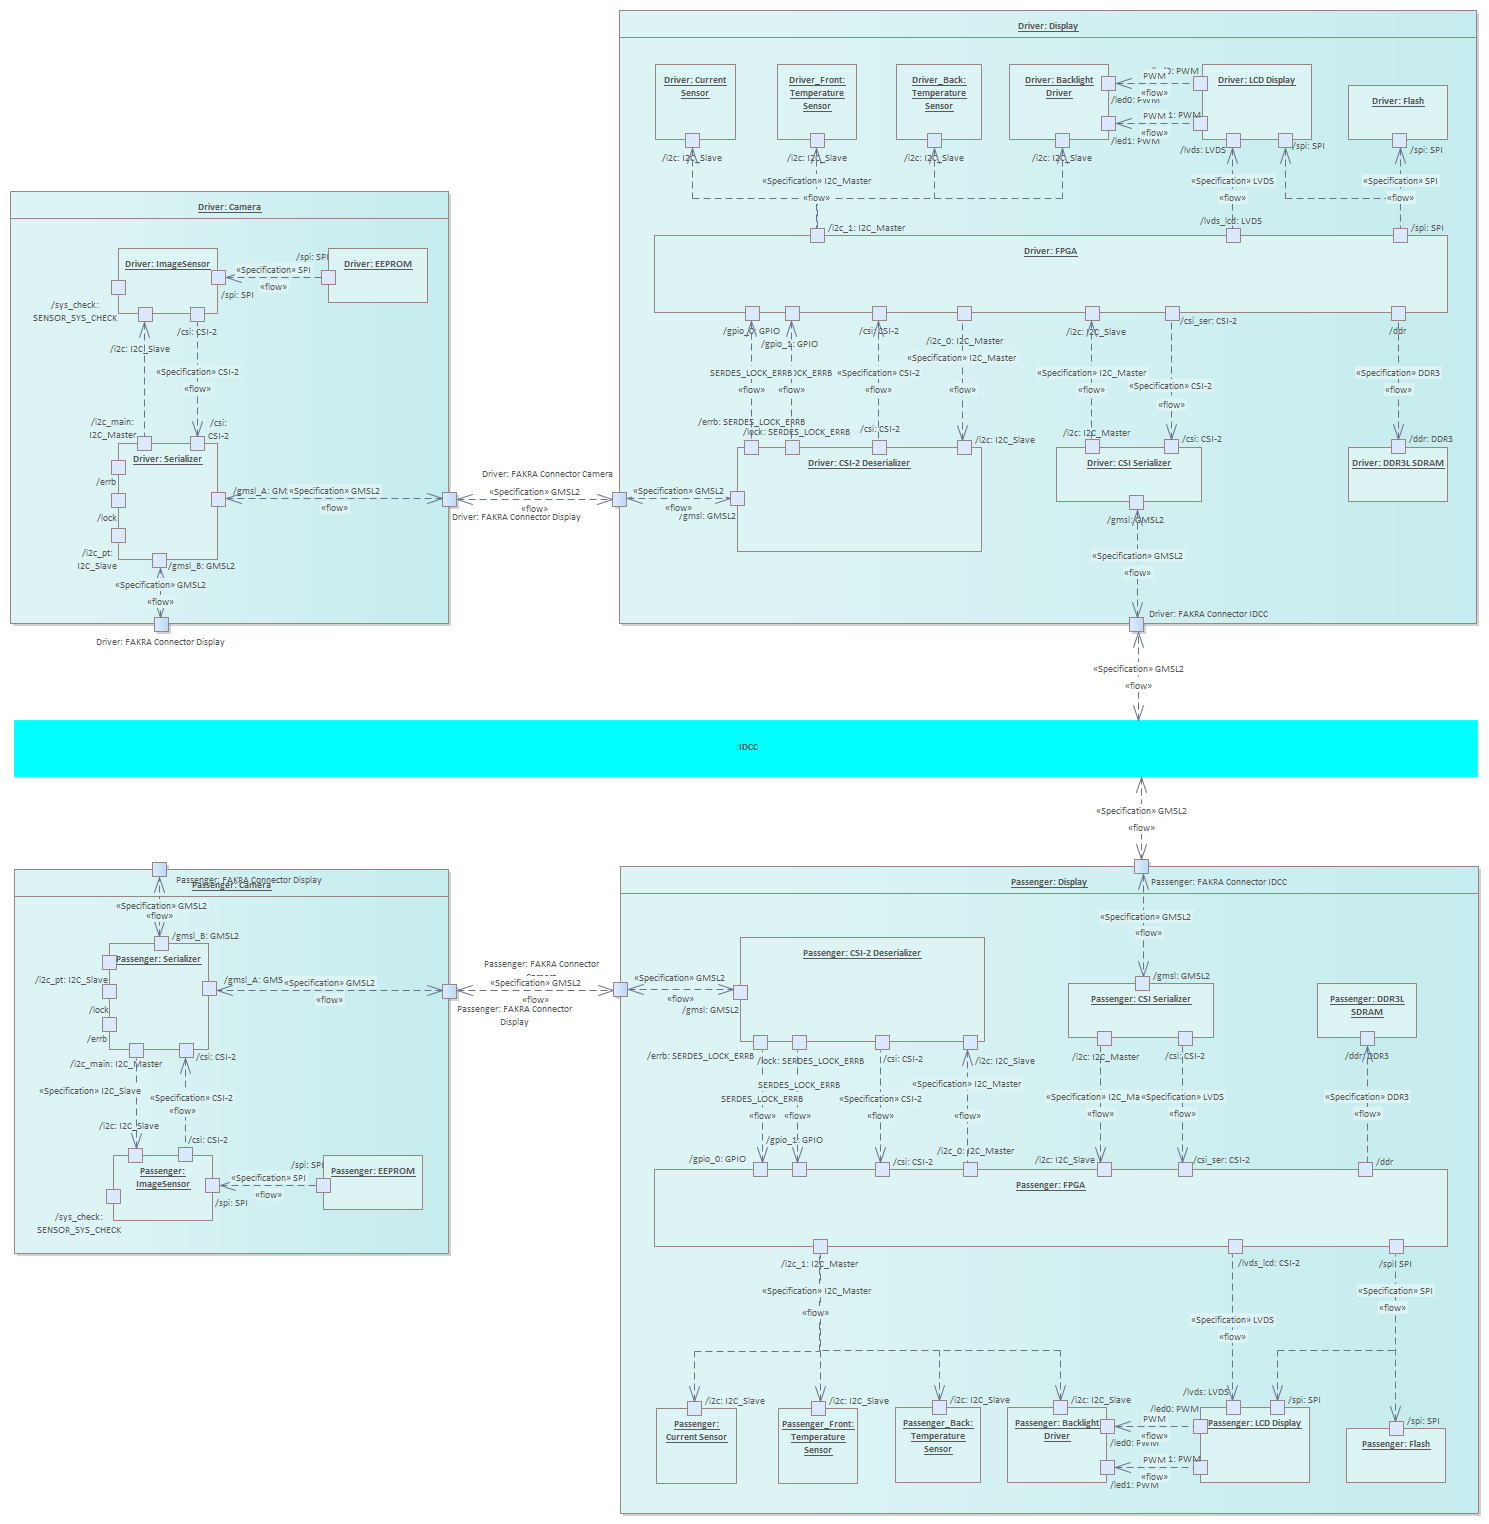 Driver: Display
Driver: Current
Sensor
Driver_Front:
Temperature
Sensor
Driver_Back:
Temperature
Sensor
Driver: Backlight
Driver
PWM
«flow»
/led0: PWM
PWM
«flow»
Driver: LCD Display
Driver: Flash
/i2c: I2C_Slave
/i2c: I2C_Slave
/i2c: I2C_Slave
/i2c: I2C_Slave
/lvds: LVDS
/spi: SPI
/spi: SPI
«Specification» I2C_Master
«flow»
«Specification» LVDS
«flow»
«Specification» SPI
«flow»
/i2c_1: I2C_Master
/lvds_lcd: LVDS
/spi: SPI
Driver: FPGA
/gpio_0: GPIO
/gpio_1: GPIO
/csi: CSI-2
/i2c_0: I2C_Master
/i2c: I2C_Slave
/csi_ser: CSI-2
/ddr
SERDES_LOCK_ERRB
«flow»
«flow»
«Specification» CSI-2
«flow»
«Specification» I2C_Master
«flow»
«Specification» I2C_Master
«flow»
«Specification» CSI-2
«flow»
«Specification» DDR3
«flow»
/errb: SERDES_LOCK_ERRB
/lock: SERDES_LOCK_ERRB
/csi: CSI-2
/i2c: I2C_Slave
/i2c: I2C_Master
/csi: CSI-2
/ddr: DDR3
Driver: CSI-2 Deserializer
Driver: CSI Serializer
Driver: DDR3L SDRAM
«Specification» GMSL2
«flow»
/gmsl: GMSL2
/gmsl: GMSL2
«Specification» GMSL2
«flow»
Driver: FAKRA Connector IDCC
Driver: Camera
Driver: ImageSensor
/spi: SPI
«Specification» SPI
«flow»
/spi: SPI
Driver: EEPROM
/sys_check:
SENSOR_SYS_CHECK
/csi: CSI-2
/i2c: I2C_Slave
«Specification» CSI-2
«flow»
/i2c_main:
I2C_Master
/csi:
CSI-2
Driver: Serializer
/errb
/lock
/i2c_pt:
I2C_Slave
/gmsl_A: GM
«Specification» GMSL2
«flow»
/gmsl_B: GMSL2
«Specification» GMSL2
«flow»
Driver: FAKRA Connector Display
Driver: FAKRA Connector Camera
«Specification» GMSL2
«flow»
Driver: FAKRA Connector Display
«Specification» GMSL2
«flow»
:IDCC
«Specification» GMSL2
«flow»
Passenger: FAKRA Connector Display
Passenger: Camera
«Specification» GMSL2
«flow»
/gmsl_B: GMSL2
Passenger: Serializer
/i2c_pt: I2C_Slave
/lock
/errb
/gmsl_A: GMS
«Specification» GMSL2
«flow»
/i2c_main: I2C_Master
/csi: CSI-2
«Specification» I2C_Slave
«Specification» CSI-2
«flow»
/i2c: I2C_Slave
/csi: CSI-2
Passenger:
ImageSensor
/spi: SPI
«Specification» SPI
«flow»
/spi: SPI
Passenger: EEPROM
/sys_check:
SENSOR_SYS_CHECK
Passenger: FAKRA Connector
«Specification» GMSL2
«flow»
Passenger: FAKRA Connector
Display
Passenger: Display
Passenger: FAKRA Connector IDCC
«Specification» GMSL2
«flow»
/gmsl: GMSL2
Passenger: CSI-2 Deserializer
«Specification» GMSL2
«flow»
/gmsl: GMSL2
Passenger: CSI Serializer
Passenger: DDR3L
SDRAM
/errb: SERDES_LOCK_ERRB
/lock: SERDES_LOCK_ERRB
/csi: CSI-2
/i2c: I2C_Slave
/i2c: I2C_Master
/csi: CSI-2
/ddr: DDR3
SERDES_LOCK_ERRB
SERDES_LOCK_ERRB
«flow»
«flow»
«Specification» CSI-2
«flow»
«Specification» I2C_Master
«flow»
«Specification» I2C_Ma
«flow»
«Specification» LVDS
«flow»
«Specification» DDR3
«flow»
/gpio_0: GPIO
/gpio_1: GPIO
/csi: CSI-2
/i2c_0: I2C_Master
/i2c: I2C_Slave
/csi_ser: CSI-2
/ddr
Passenger: FPGA
/i2c_1: I2C_Master
/lvds_lcd: CSI-2
/spi: SPI
«Specification» I2C_Master
«flow»
«Specification» LVDS
«flow»
«Specification» SPI
«flow»
/i2c: I2C_Slave
/i2c: I2C_Slave
/i2c: I2C_Slave
/i2c: I2C_Slave
/lvds: LVDS
/spi: SPI
/spi: SPI
Passenger:
Current Sensor
Passenger_Front:
Temperature
Sensor
Passenger_Back:
Temperature
Sensor
Passenger: Backlight
Driver
/led0: PWM
PWM
«flow»
/led0: PWM
PWM
1: PWM
«flow»
/led1: PWM
Passenger: LCD Display
Passenger: Flash